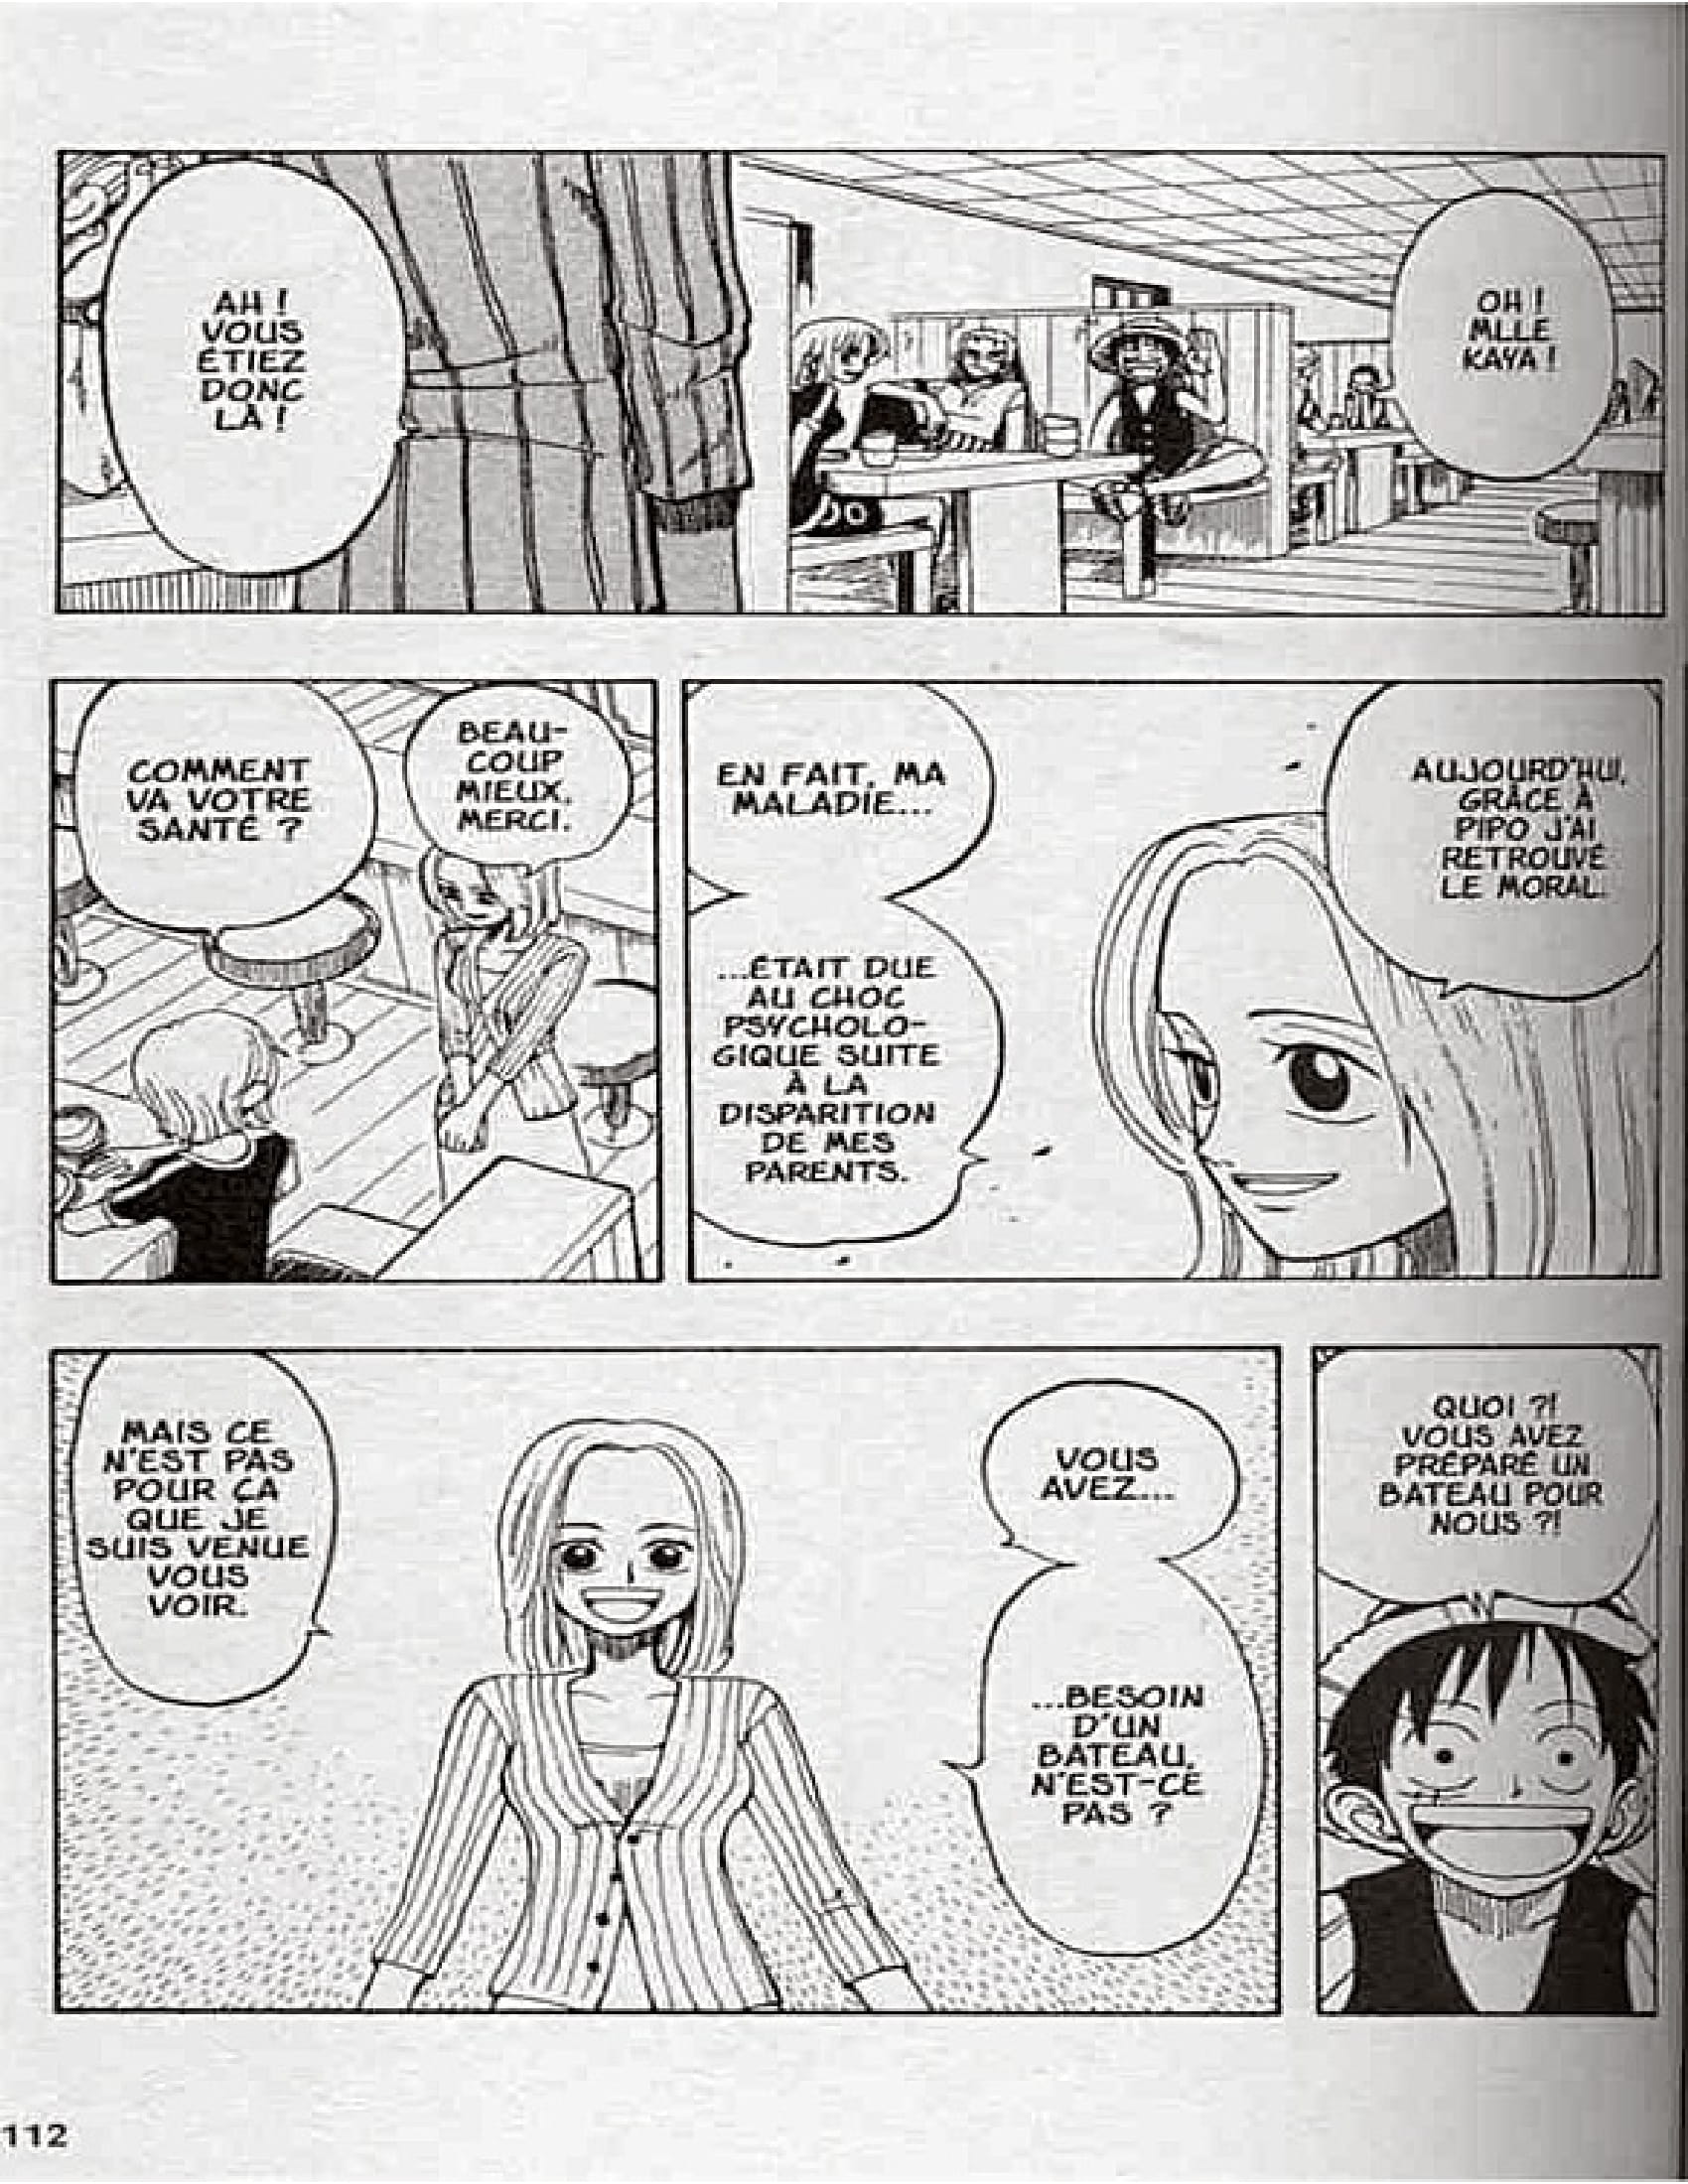 AH !
VOUS
ÉTIEZ
DONC
LÀ !
OH !
MLLE
KAYA !
COMMENT
VA VOTRE
SANTÉ ?
BEAU-
COUP
MIEUX,
MERCI.
EN FAIT, MA
MALADIE...
...ÉTAIT DUE
AU CHOC
PSYCHOLO-
GIQUE SUITE
À LA
DISPARITION
DE MES
PARENTS.
AUJOURD'HUI,
GRÂCE À
PIPO J'AI
RETROUVÉ
LE MORAL.
MAIS CE
N'EST PAS
POUR ÇA
QUE JE
SUIS VENUE
VOUS
VOIR.
VOUS
AVEZ...
...BESOIN
D'UN
BATEAU,
N'EST-CE
PAS ?
QUOI ?!
VOUS AVEZ
PRÉPARÉ UN
BATEAU POUR
NOUS ?!
112